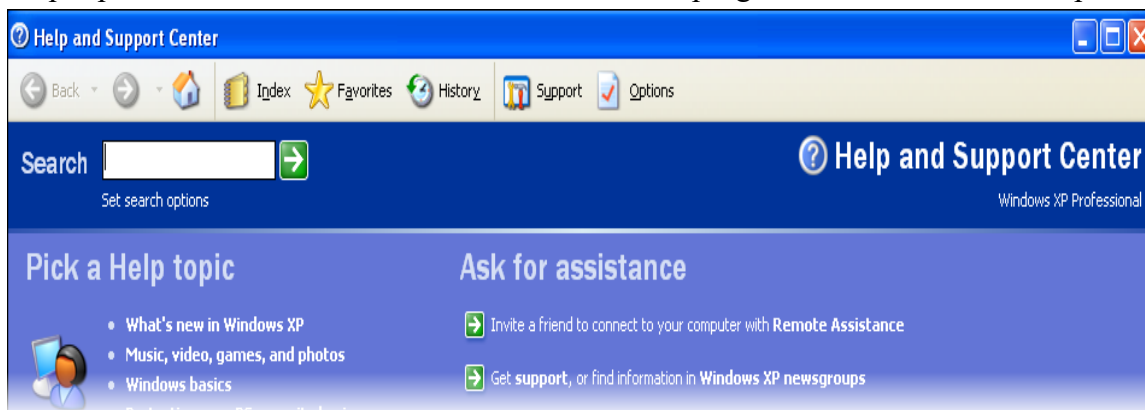 Help and Support Center
Back Index Favorites History Support Options
Search
Set search options
Help and Support Center
Windows XP Professional
Pick a Help topic
What's new in Windows XP
Music, video, games, and photos
Windows basics
Ask for assistance
Invite a friend to connect to your computer with Remote Assistance
Get support, or find information in Windows XP newsgroups